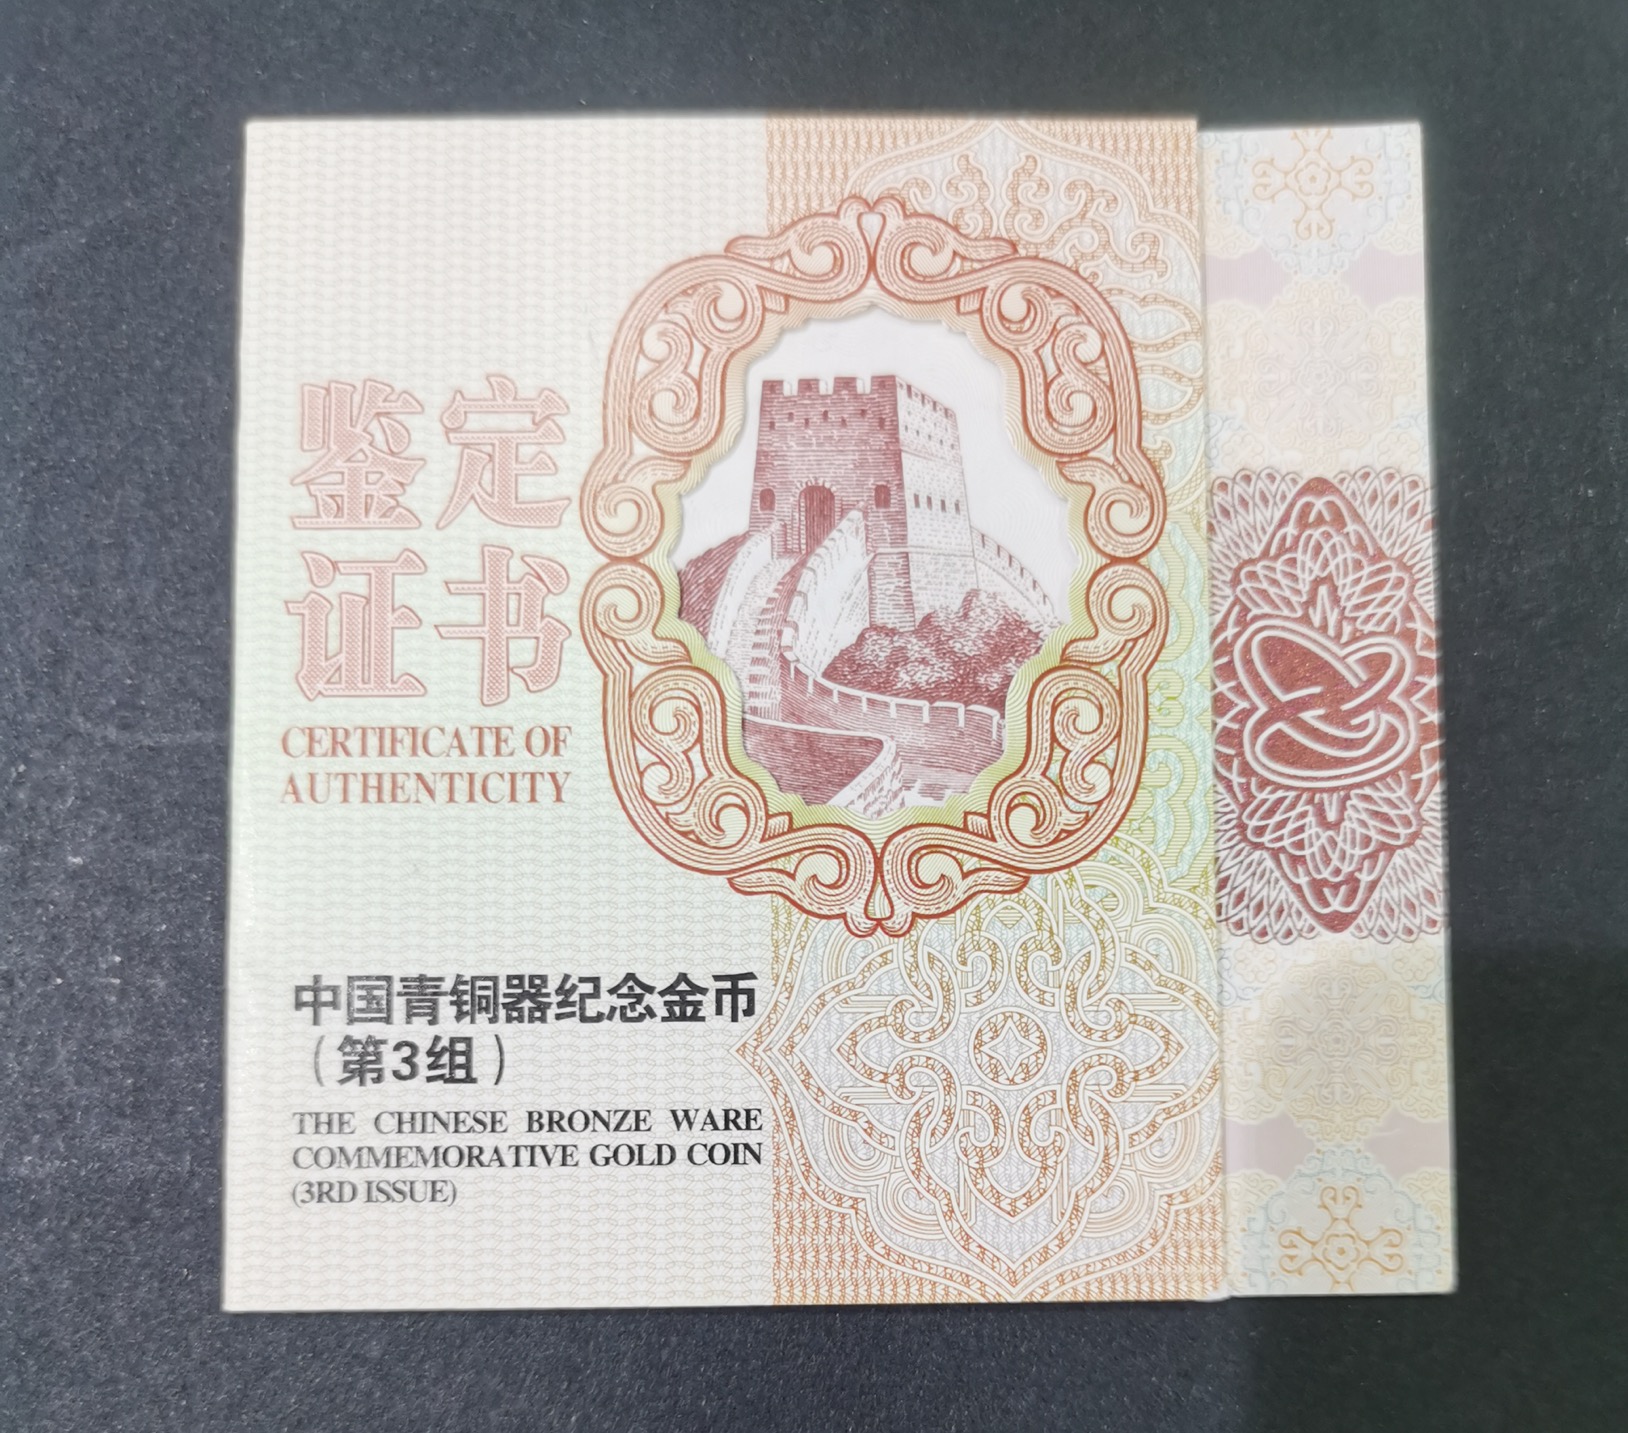 鉴定
证书
CERTIFICATE OF
AUTHENTICITY
中国青铜器纪念金币
（第3组）
THE CHINESE BRONZE WARE
COMMEMORATIVE GOLD COIN
(3RD ISSUE)